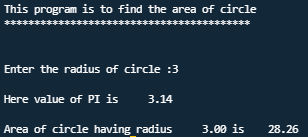 This program is to find the area of circle
******************************************
Enter the radius of circle :3
Here value of PI is     3.14
Area of circle having radius     3.00 is    28.26